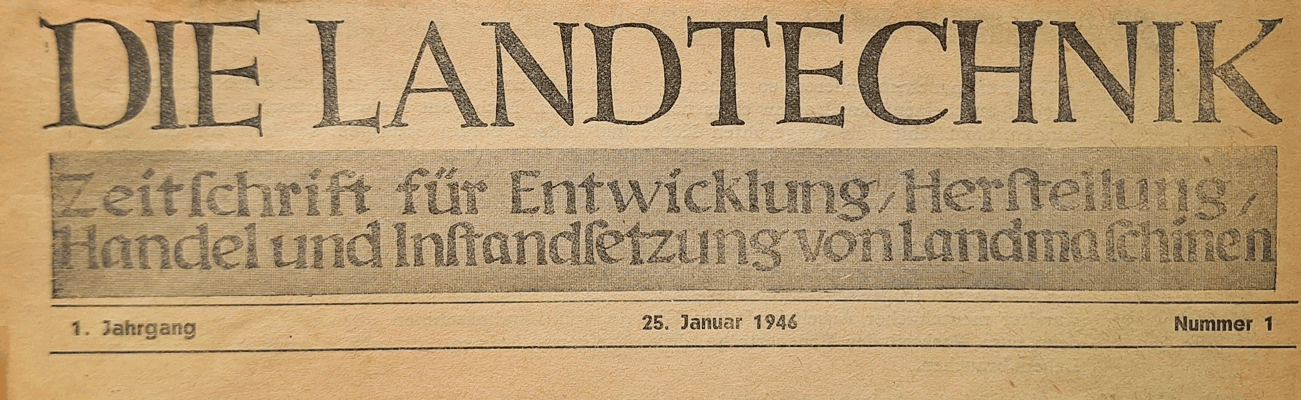 DIE LANDTECHNIK
Zeitſchrift für Entwicklung, Herſtellung,
Handel und Inſtandſetzung von Landmaſchinen
1. Jahrgang 25. Januar 1946 Nummer 1